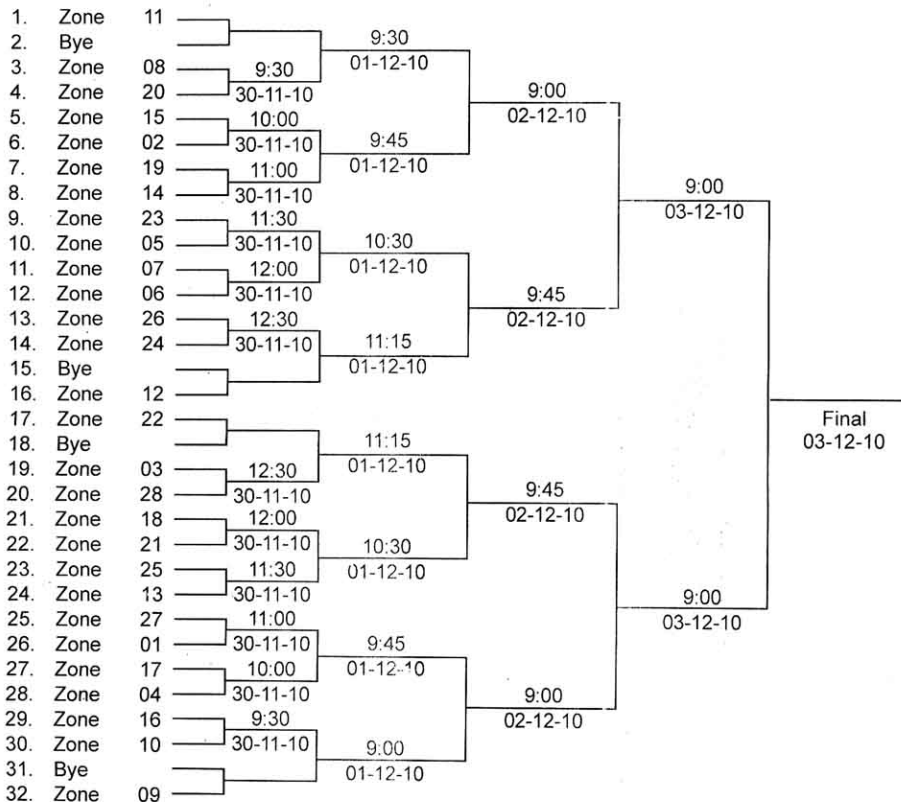 1. Zone 11
2. Bye
3. Zone 08
4. Zone 20
5. Zone 15
6. Zone 02
7. Zone 19
8. Zone 14
9. Zone 23
10. Zone 05
11. Zone 07
12. Zone 06
13. Zone 26
14. Zone 24
15. Bye
16. Zone 12
17. Zone 22
18. Bye
19. Zone 03
20. Zone 28
21. Zone 18
22. Zone 21
23. Zone 25
24. Zone 13
25. Zone 27
26. Zone 01
27. Zone 17
28. Zone 04
29. Zone 16
30. Zone 10
31. Bye
32. Zone 09
9:30
30-11-10
10:00
30-11-10
11:00
30-11-10
11:30
30-11-10
12:00
30-11-10
12:30
30-11-10
12:30
30-11-10
12:00
30-11-10
11:30
30-11-10
11:00
30-11-10
10:00
30-11-10
9:30
30-11-10
9:30
01-12-10
9:45
01-12-10
10:30
01-12-10
11:15
01-12-10
11:15
01-12-10
10:30
01-12-10
9:45
01-12-10
9:00
01-12-10
9:00
02-12-10
9:45
02-12-10
9:45
02-12-10
9:00
02-12-10
9:00
03-12-10
9:00
03-12-10
Final
03-12-10